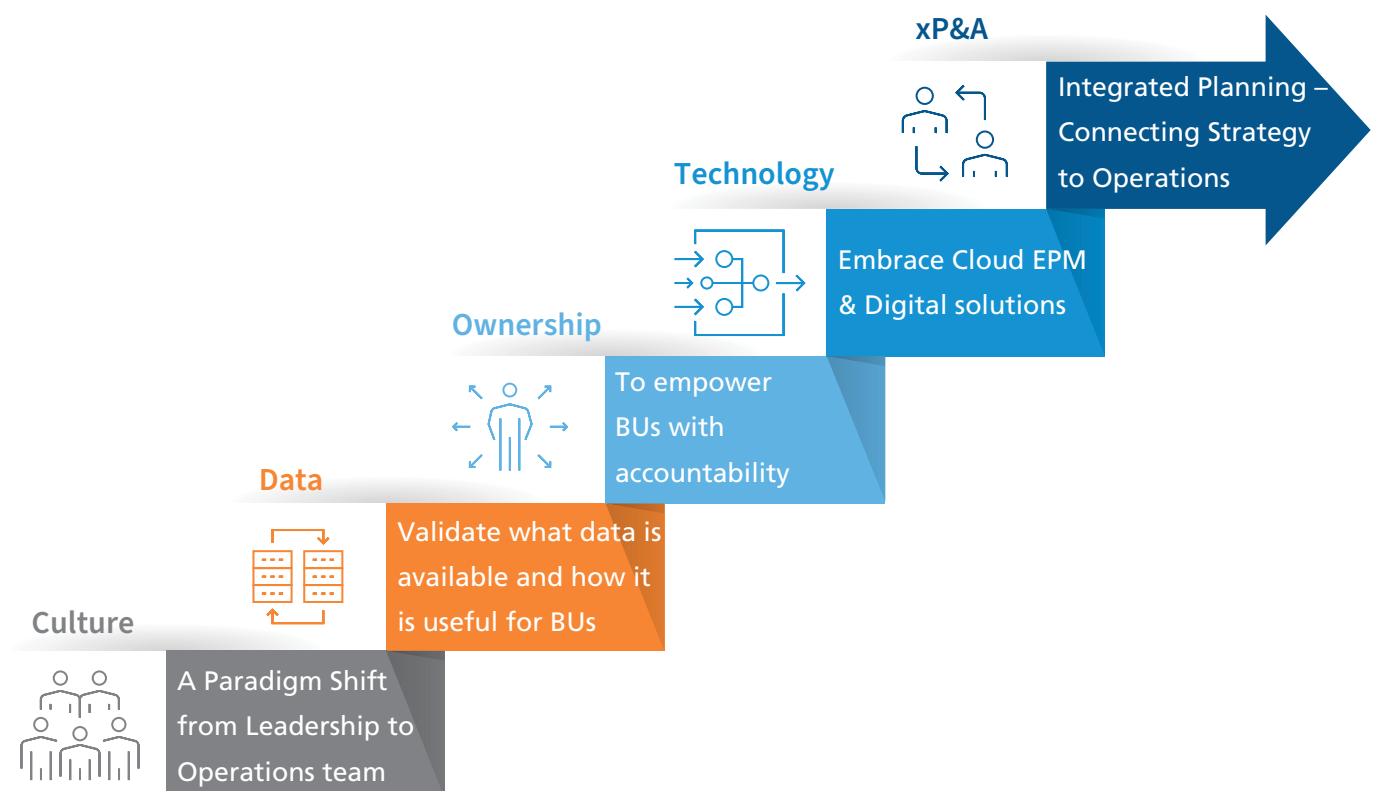 xP&A
Integrated Planning –
Connecting Strategy
to Operations
Technology
Embrace Cloud EPM
& Digital solutions
Ownership
To empower
BUs with
accountability
Data
Validate what data is
available and how it
is useful for BUs
Culture
A Paradigm Shift
from Leadership to
Operations team